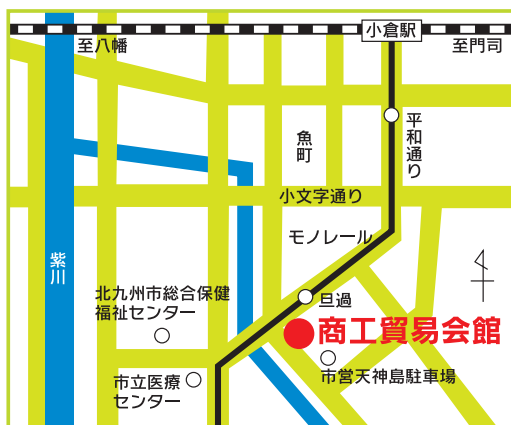 小倉駅
至八幡
至門司
平和通り
魚町
小文字通り
モノレール
紫川
北九州市総合保健
福祉センター
旦過
商工貿易会館
市営天神島駐車場
市立医療
センター